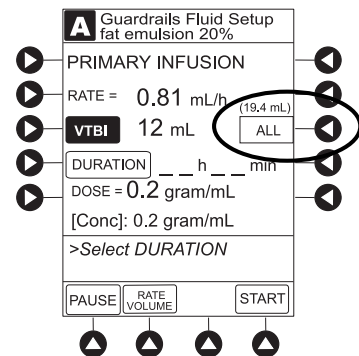 A Guardrails Fluid Setup
fat emulsion 20%
PRIMARY INFUSION
RATE = 0.81 mL/h
(19.4 mL)
VTBI 12 mL ALL
DURATION _ _ h _ _ min
DOSE = 0.2 gram/mL
[Conc]: 0.2 gram/mL
>Select DURATION
PAUSE RATE VOLUME START